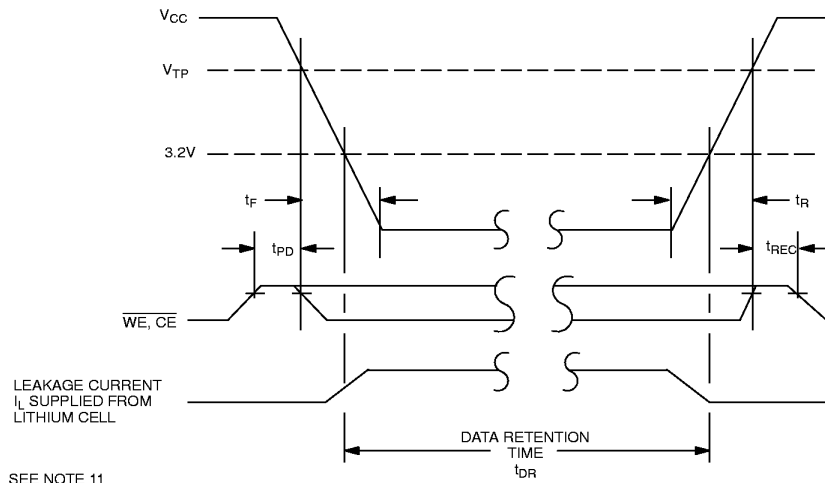 VCC
VTP
3.2V
tF
tR
tPD
tREC
WE, CE
LEAKAGE CURRENT
IL SUPPLIED FROM
LITHIUM CELL
DATA RETENTION
TIME
tDR
SEE NOTE 11